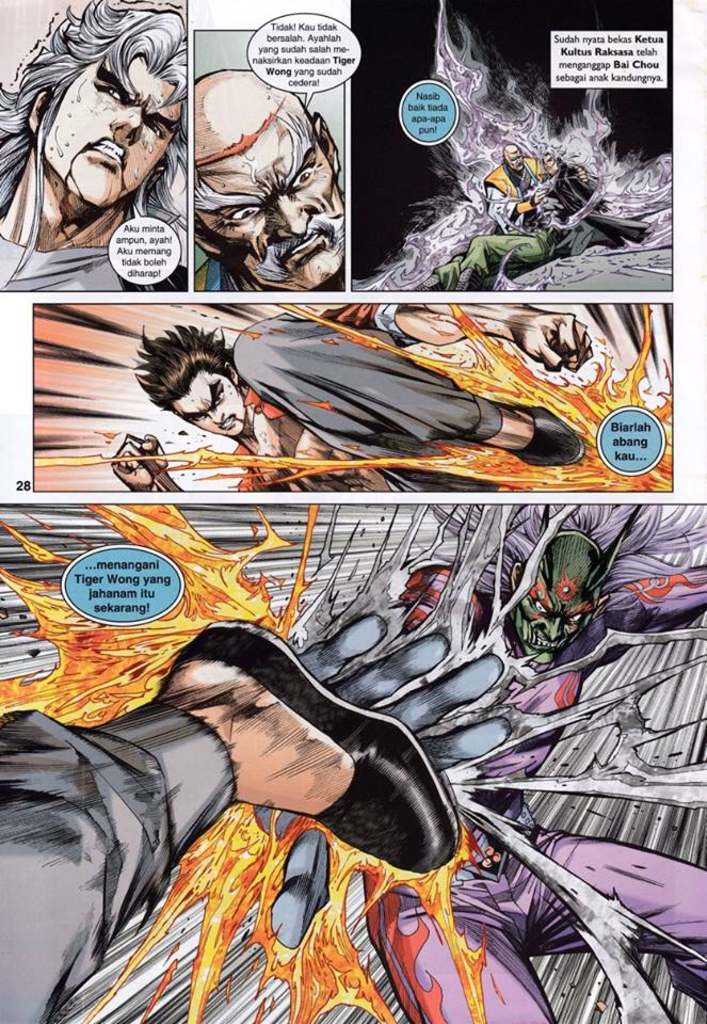 Aku minta
ampun, ayah!
Aku memang
tidak boleh
diharap!
Tidak! Kau tidak
bersalah. Ayahlah
yang sudah salah me-
naksirkan keadaan Tiger
Wong yang sudah
cedera!
Nasib
baik tiada
apa-apa
pun!
Sudah nyata bekas Ketua
Kultus Raksasa telah
menganggap Bai Chou
sebagai anak kandungnya.
Biarlah
abang
kau...
28
...menangani
Tiger Wong yang
jahanam itu
sekarang!